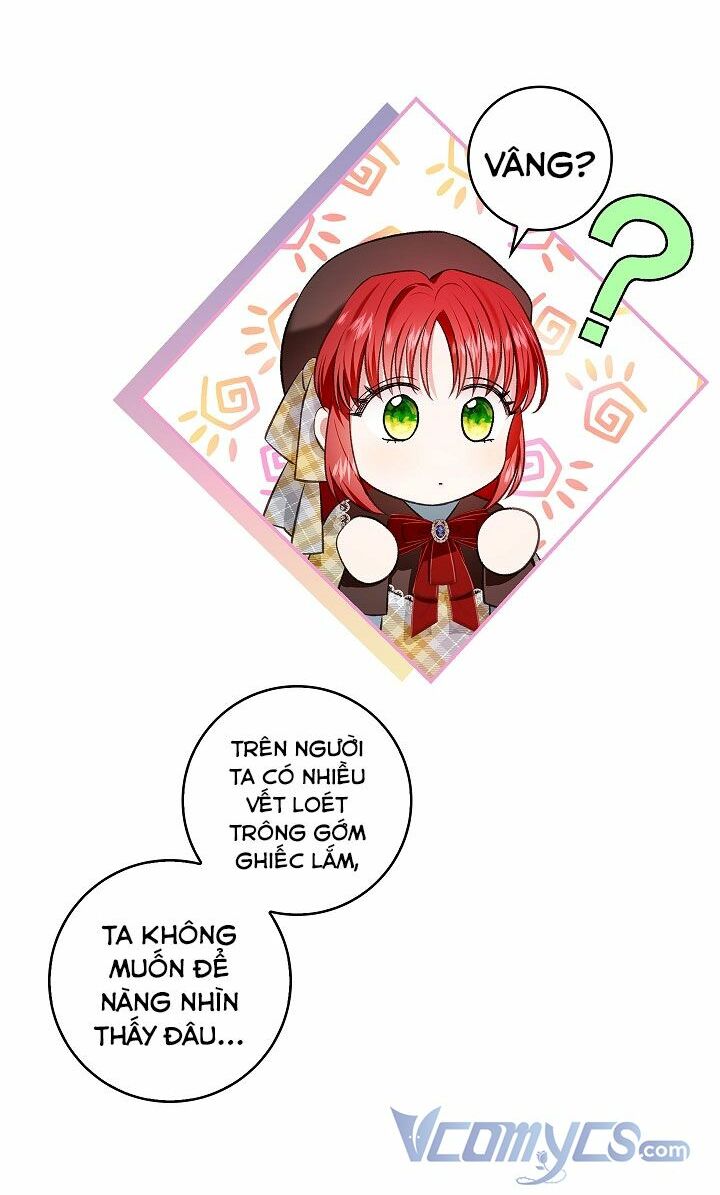 VÂNG?
?
TRÊN NGƯỜI
TA CÓ NHIỀU
VẾT LOÉT
TRÔNG GỚM
GHIẾC LẮM,
TA KHÔNG
MUỐN ĐỂ
NÀNG NHÌN
THẤY ĐÂU...
VCOMYCS.com